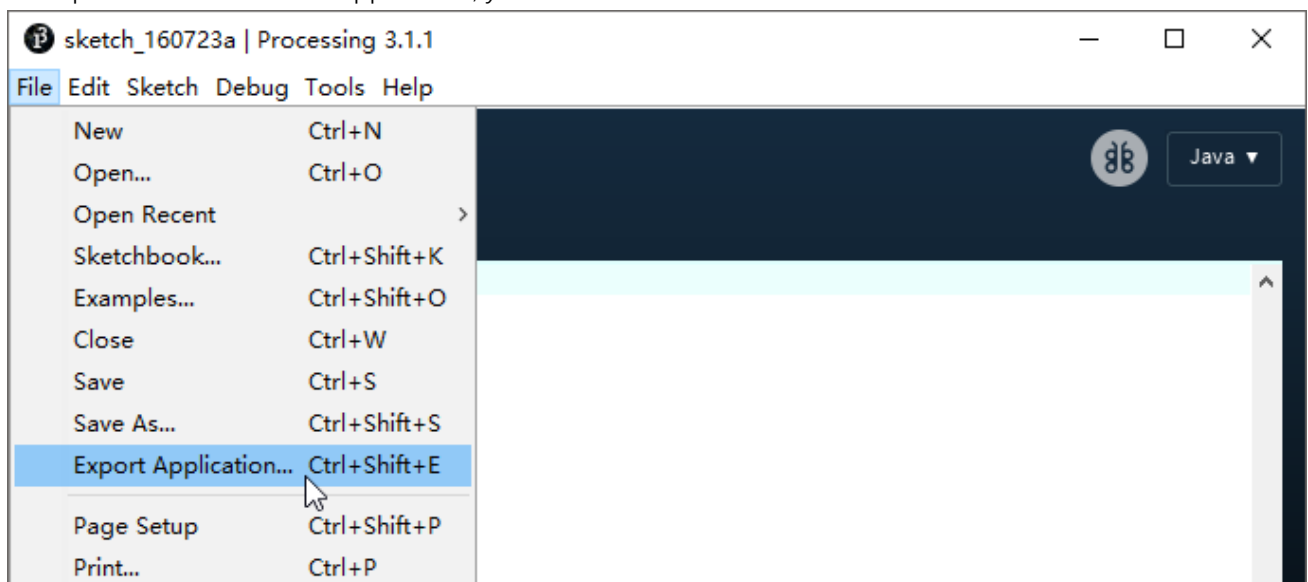 sketch_160723a | Processing 3.1.1
File Edit Sketch Debug Tools Help
New Ctrl+N
Java ▼
Open... Ctrl+O
Open Recent >
Sketchbook... Ctrl+Shift+K
Examples... Ctrl+Shift+O
Close Ctrl+W
Save Ctrl+S
Save As... Ctrl+Shift+S
Export Application... Ctrl+Shift+E
Page Setup Ctrl+Shift+P
Print... Ctrl+P